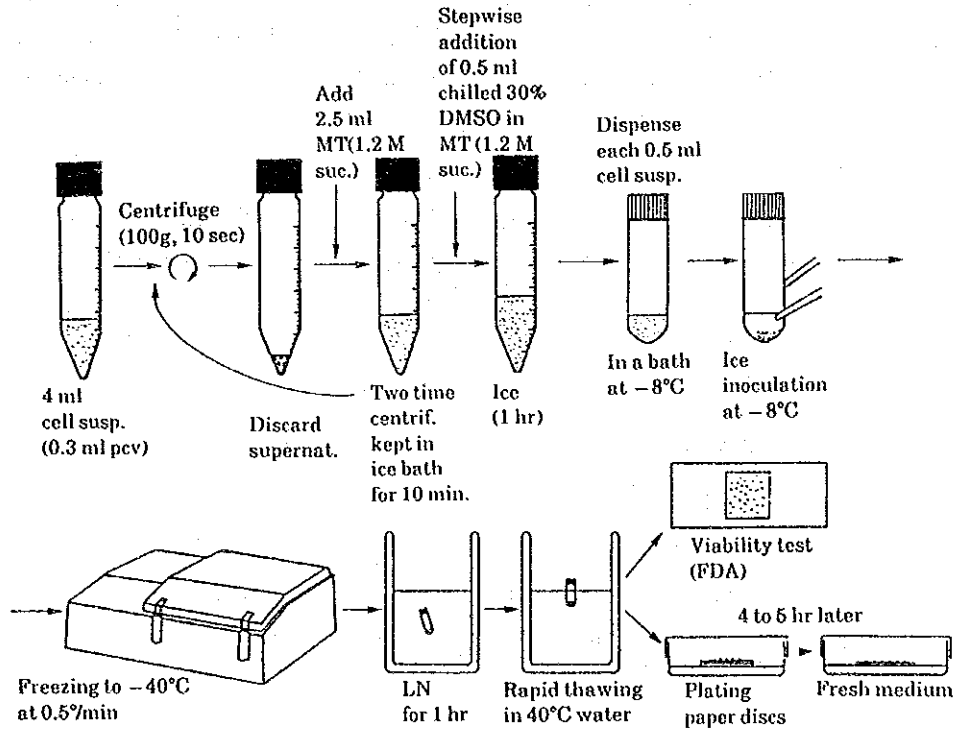 Stepwise
addition
of 0.5 ml
chilled 30%
DMSO in
MT (1.2 M
suc.)
Add
2.5 ml
MT(1.2 M
suc.)
Dispense
each 0.5 ml
cell susp.
Centrifuge
(100g, 10 sec)
4 ml
cell susp.
(0.3 ml pcv)
Discard
supernat.
Two time
centrif.
kept in
ice bath
for 10 min.
Ice
(1 hr)
In a bath
at −8°C
Ice
inoculation
at −8°C
Viability test
(FDA)
4 to 5 hr later
Freezing to −40°C
at 0.5°/min
LN
for 1 hr
Rapid thawing
in 40°C water
Plating
paper discs
Fresh medium